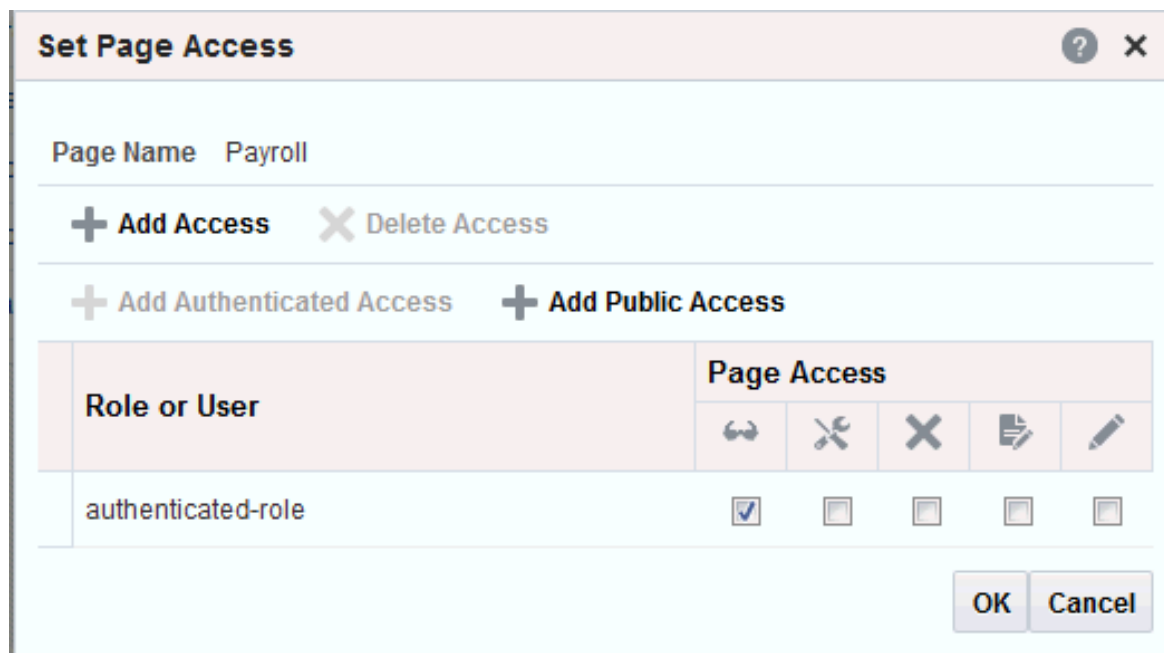 Set Page Access ?
Page Name Payroll
Add Access Delete Access
Add Authenticated Access Add Public Access
Role or User
Page Access
authenticated-role
OK Cancel